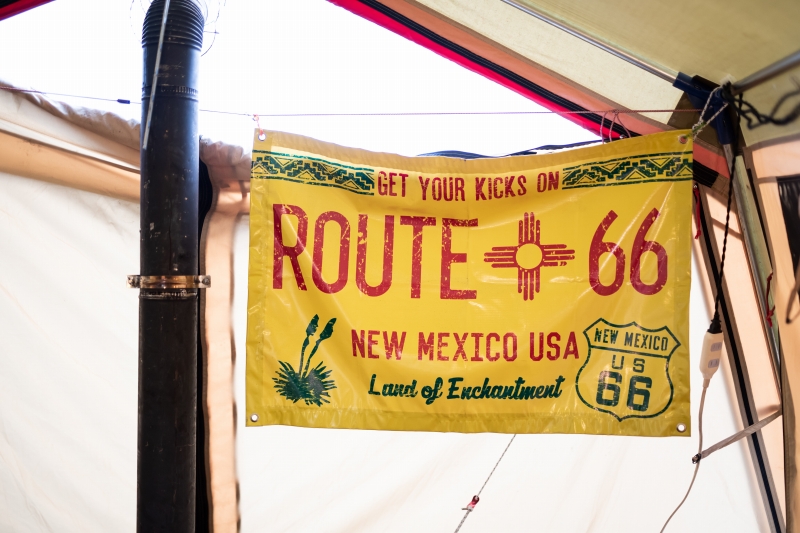 GET YOUR KICKS ON
ROUTE 66
NEW MEXICO USA
Land of Enchantment
NEW MEXICO
US
66